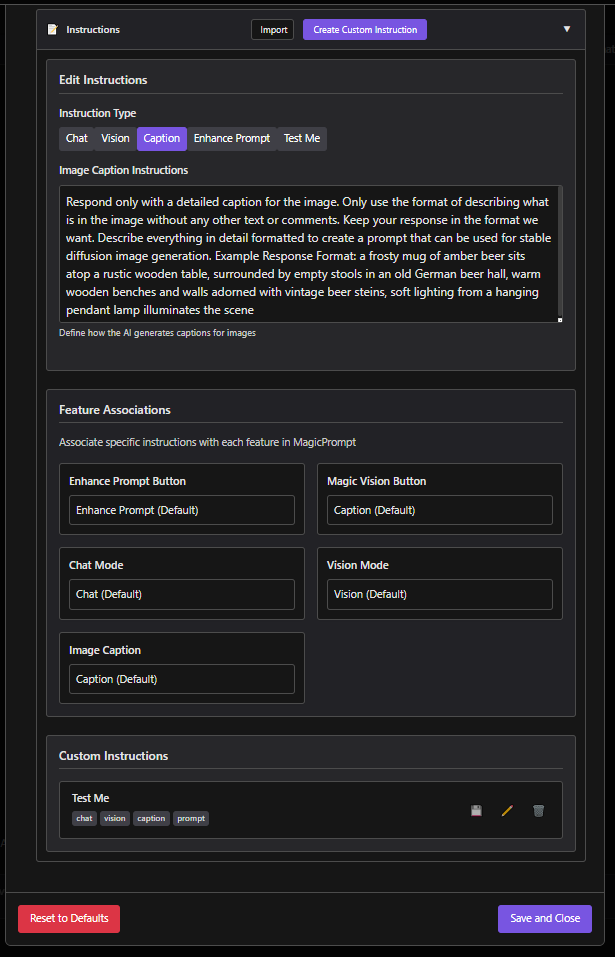 Instructions
Import
Create Custom Instruction
Edit Instructions
Instruction Type
Chat
Vision
Caption
Enhance Prompt
Test Me
Image Caption Instructions
Respond only with a detailed caption for the image. Only use the format of describing what
is in the image without any other text or comments. Keep your response in the format we
want. Describe everything in detail formatted to create a prompt that can be used for stable
diffusion image generation. Example Response Format: a frosty mug of amber beer sits
atop a rustic wooden table, surrounded by empty stools in an old German beer hall, warm
wooden benches and walls adorned with vintage beer steins, soft lighting from a hanging
pendant lamp illuminates the scene
Define how the AI generates captions for images
Feature Associations
Associate specific instructions with each feature in MagicPrompt
Enhance Prompt Button
Enhance Prompt (Default)
Magic Vision Button
Caption (Default)
Chat Mode
Chat (Default)
Vision Mode
Vision (Default)
Image Caption
Caption (Default)
Custom Instructions
Test Me
chat
vision
caption
prompt
Reset to Defaults
Save and Close